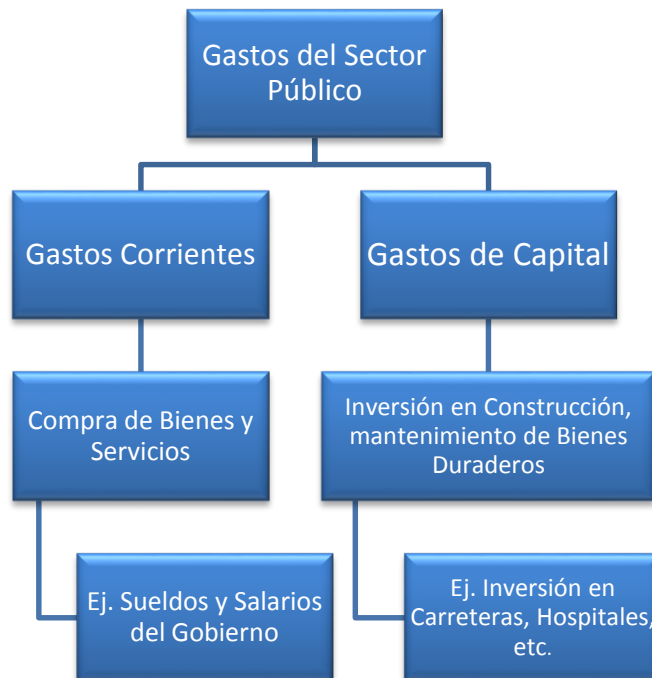 Gastos del Sector
Público
Gastos Corrientes
Gastos de Capital
Compra de Bienes y
Servicios
Inversión en Construcción,
mantenimiento de Bienes
Duraderos
Ej. Sueldos y Salarios
del Gobierno
Ej. Inversión en
Carreteras, Hospitales,
etc.